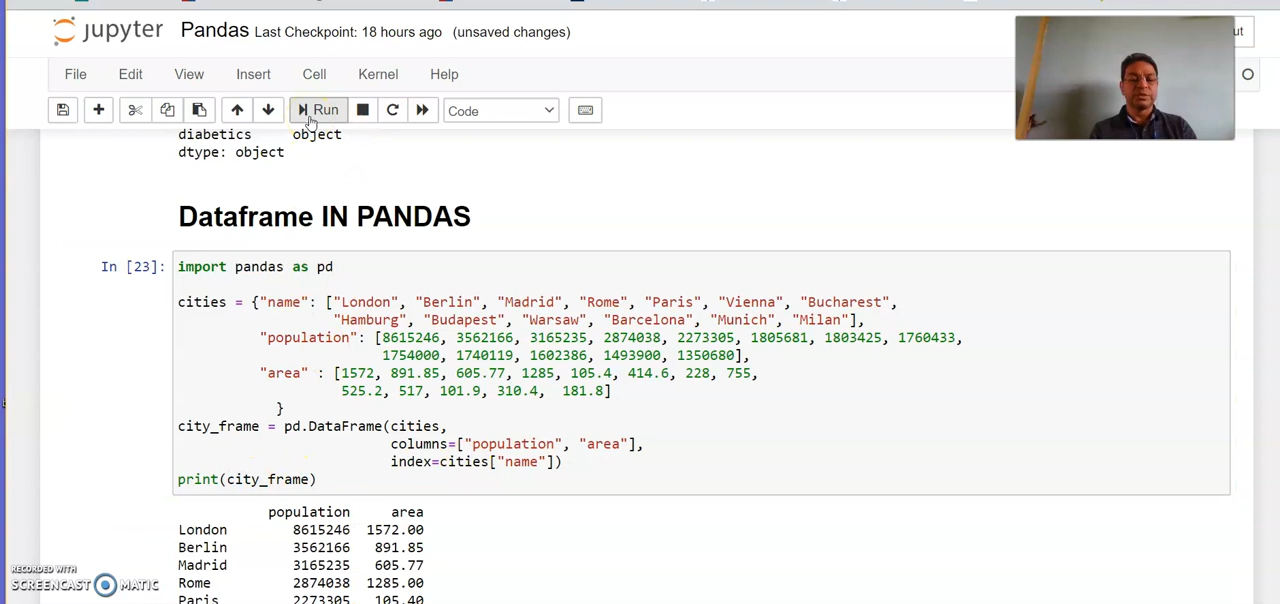 jupyter Pandas Last Checkpoint: 18 hours ago (unsaved changes)
ut
File Edit View Insert Cell Kernel Help
Run Code
diabetics object
dtype: object
Dataframe IN PANDAS
In [23]: import pandas as pd
cities = {"name": ["London", "Berlin", "Madrid", "Rome", "Paris", "Vienna", "Bucharest",
"Hamburg", "Budapest", "Warsaw", "Barcelona", "Munich", "Milan"],
"population": [8615246, 3562166, 3165235, 2874038, 2273305, 1805681, 1803425, 1760433,
1754000, 1740119, 1602386, 1493900, 1350680],
"area" : [1572, 891.85, 605.77, 1285, 105.4, 414.6, 228, 755,
525.2, 517, 101.9, 310.4, 181.8]
}
city_frame = pd.DataFrame(cities,
columns=["population", "area"],
index=cities["name"])
print(city_frame)
population area
London 8615246 1572.00
Berlin 3562166 891.85
Madrid 3165235 605.77
Rome 2874038 1285.00
Paris 2273305 105.40
RECORDED WITH
SCREENCAST MATIC